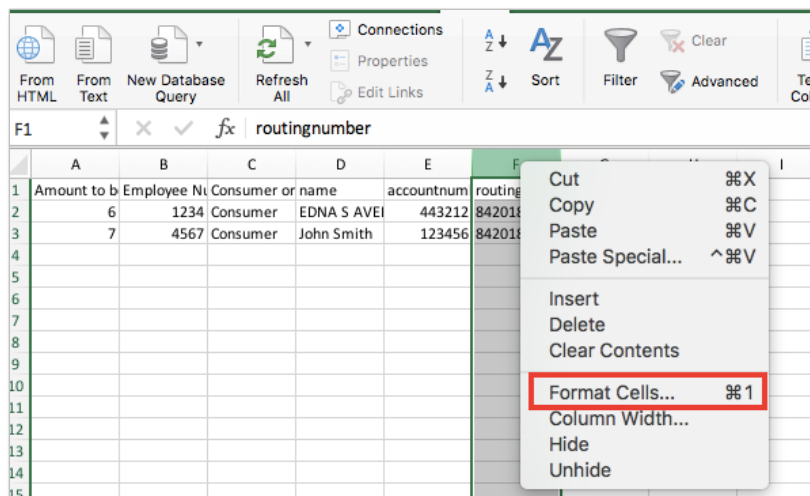 Connections
Properties
Edit Links
From HTML
From Text
New Database Query
Refresh All
A Z
Z A
AZ
Sort
Filter
Clear
Advanced
F1
fx
routingnumber
A B C D E F I
1 Amount to b Employee Nu Consumer or name accountnum routing
2 6 1234 Consumer EDNA S AVE 443212 842018
3 7 4567 Consumer John Smith 123456 842018
4
5
6
7
8
9
10
11
12
13
14
15
Cut ⌘X
Copy ⌘C
Paste ⌘V
Paste Special... ^⌘V
Insert
Delete
Clear Contents
Format Cells... ⌘1
Column Width...
Hide
Unhide